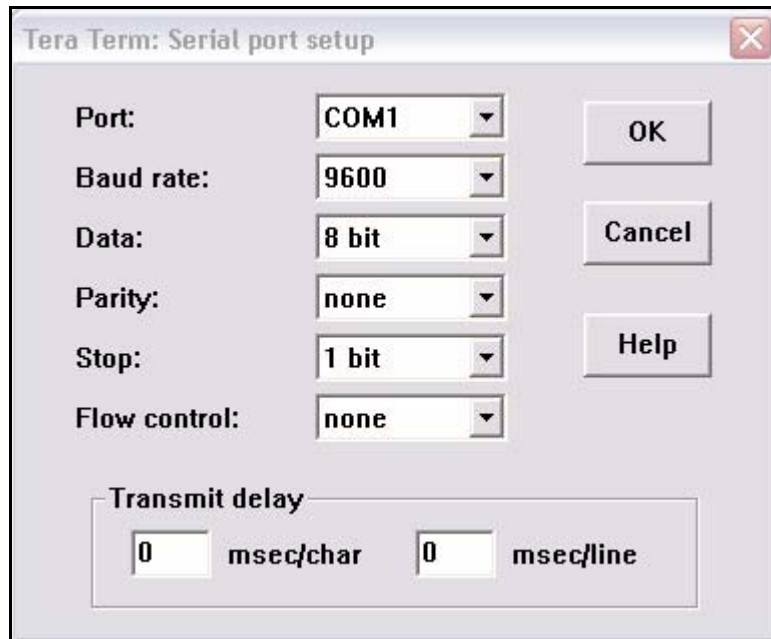 Tera Term: Serial port setup
Port: COM1
OK
Baud rate: 9600
Data: 8 bit
Cancel
Parity: none
Stop: 1 bit
Help
Flow control: none
Transmit delay
0 msec/char 0 msec/line